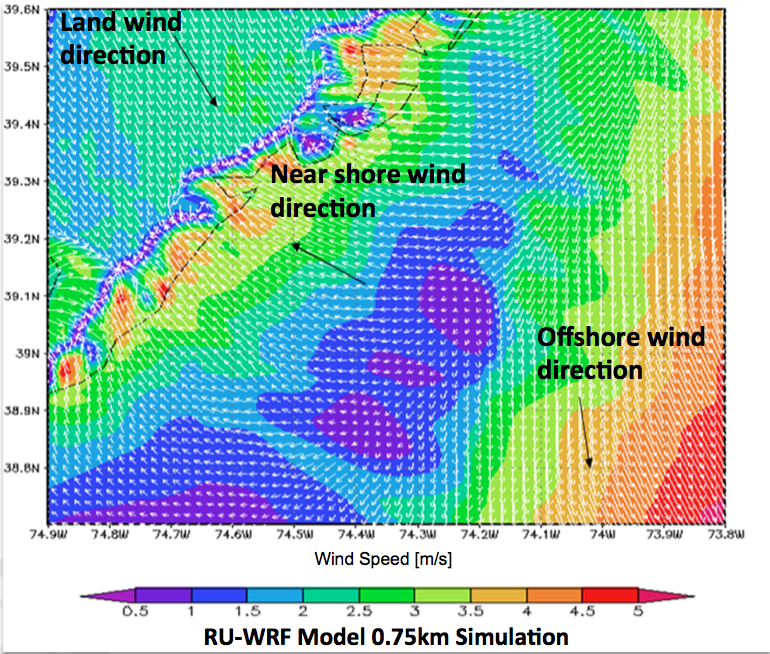 39.6N
Land wind
direction
39.5N
39.4N
39.3N
Near shore wind
direction
39.2N
39.1N
Offshore wind
direction
39N
38.9N
38.8N
74.9W 74.8W 74.7W 74.6W 74.5W 74.4W 74.3W 74.2W 74.1W 74W 73.9W 73.8W
Wind Speed [m/s]
0.5 1 1.5 2 2.5 3 3.5 4 4.5 5
RU-WRF Model 0.75km Simulation